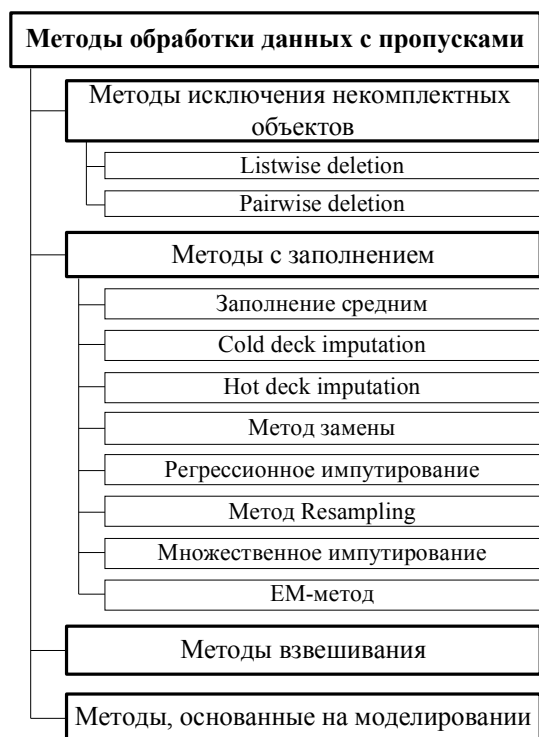 Методы обработки данных с пропусками
Методы исключения некомплектных
объектов
Listwise deletion
Pairwise deletion
Методы с заполнением
Заполнение средним
Cold deck imputation
Hot deck imputation
Метод замены
Регрессионное импутирование
Метод Resampling
Множественное импутирование
EM-метод
Методы взвешивания
Методы, основанные на моделировании